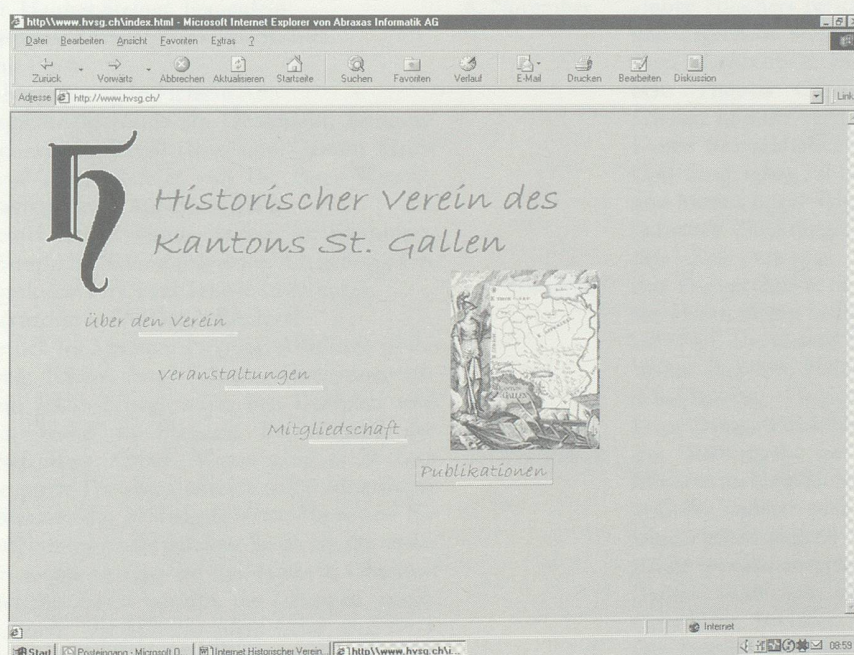 http\\www.hvsg.ch\index.html - Microsoft Internet Explorer von Abraxas Informatik AG
Datei Bearbeiten Ansicht Favoriten Extras ?
Zurück Vorwärts Abbrechen Aktualisieren Startseite Suchen Favoriten Verlauf E-Mail Drucken Bearbeiten Diskussion
Adresse http://www.hvsg.ch/ Link
Historischer Verein des
Kantons St. Gallen
über den Verein
Veranstaltungen
Mitgliedschaft
Publikationen
Internet
Start Posteingang - Microsoft O... Internet Historischer Verein... http\\www.hvsg.ch\i... 08:59